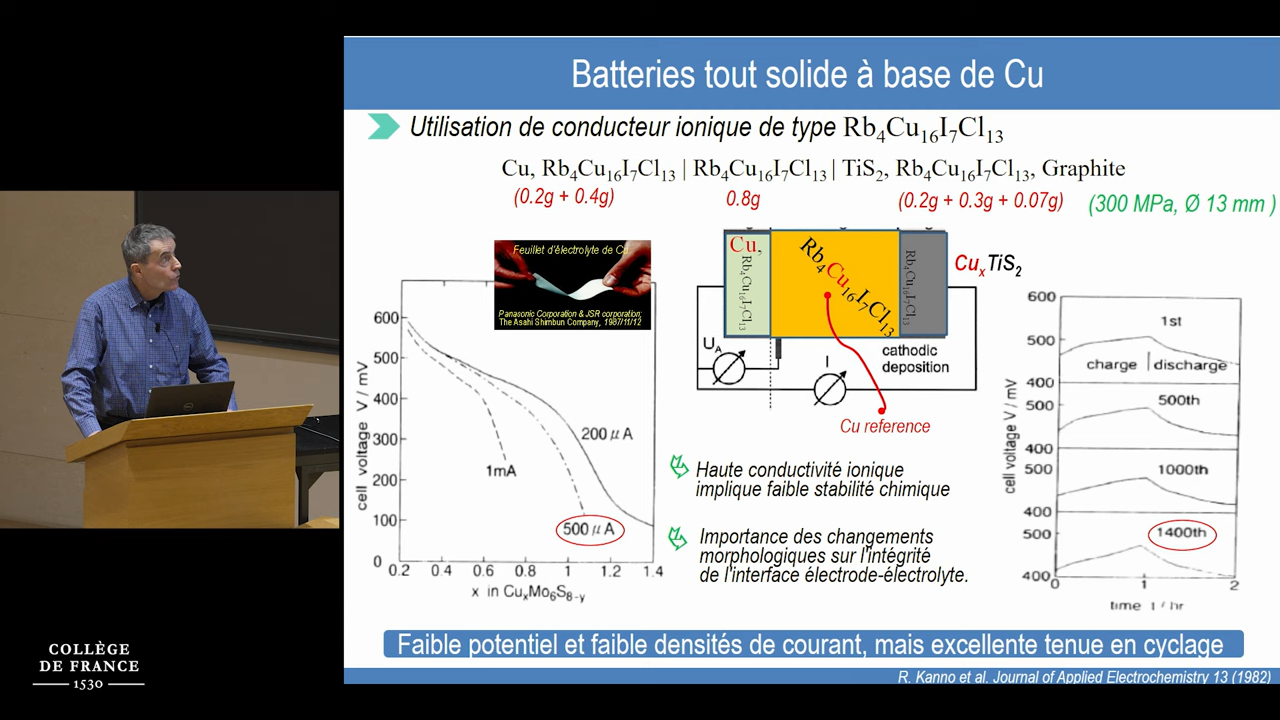 Batteries tout solide à base de Cu
Utilisation de conducteur ionique de type Rb₄Cu₁₆I₇Cl₁₃
Cu, Rb₄Cu₁₆I₇Cl₁₃ | Rb₄Cu₁₆I₇Cl₁₃ | TiS₂, Rb₄Cu₁₆I₇Cl₁₃, Graphite
(0.2g + 0.4g)
0.8g
(0.2g + 0.3g + 0.07g)
(300 MPa, Ø 13 mm )
Feuillet d'électrolyte de Cu
Panasonic Corporation & JSR corporation;
The Asahi Shimbun Company, 1987/11/12
600
500
400
300
200
100
0
cell voltage V / mV
200 μA
1mA
500 μA
0.2
0.4
0.6
0.8
1
1.2
1.4
x in CuₓMo₆S₈₋y
Cu,
Rb₄Cu₁₆I₇Cl₁₃
Rb₄Cu₁₆I₇Cl₁₃
Rb₄Cu₁₆I₇Cl₁₃
CuₓTiS₂
U_A
I
cathodic
deposition
Cu reference
Haute conductivité ionique
implique faible stabilité chimique
Importance des changements
morphologiques sur l'intégrité
de l'interface électrode-électrolyte.
600
1st
500
charge
discharge
400
500
500th
400
500
1000th
400
500
1400th
400
cell voltage V / mV
0
1
2
time T / hr
Faible potentiel et faible densités de courant, mais excellente tenue en cyclage
R. Kanno et al. Journal of Applied Electrochemistry 13 (1982)
COLLÈGE
DE FRANCE
1530